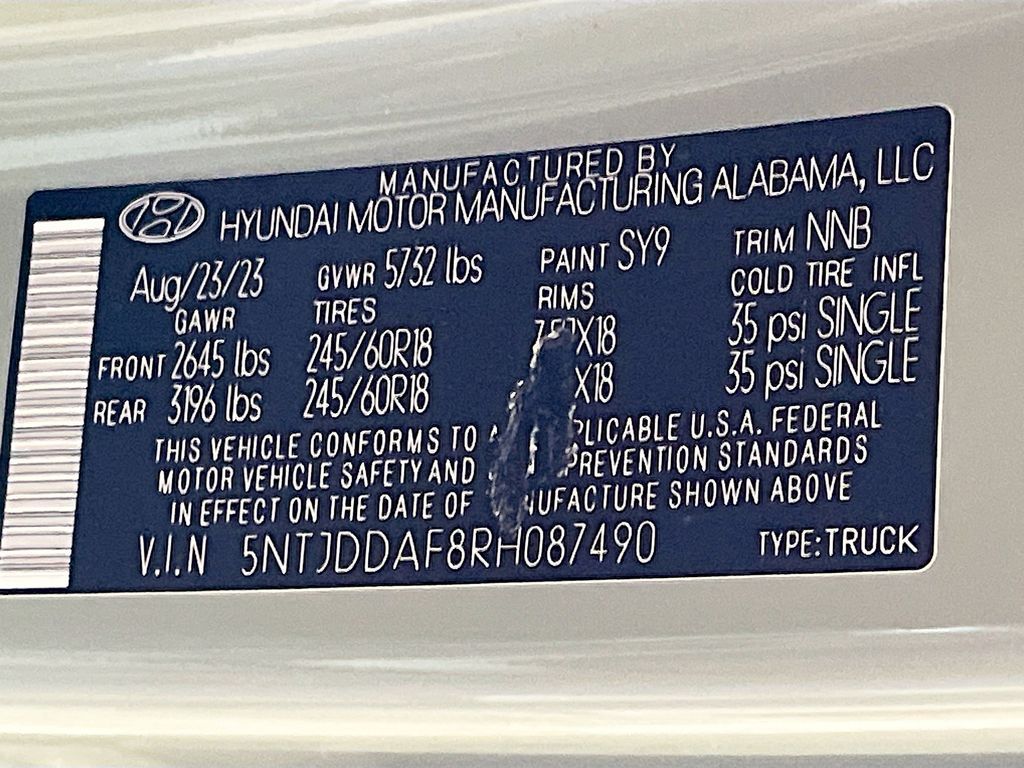 MANUFACTURED BY
HYUNDAI MOTOR MANUFACTURING ALABAMA, LLC
Aug/23/23 GVWR 5732 lbs PAINT SY9 TRIM NNB
GAWR TIRES RIMS COLD TIRE INFL
FRONT 2645 lbs 245/60R18 X18 35 psi SINGLE
REAR 3196 lbs 245/60R18 X18 35 psi SINGLE
THIS VEHICLE CONFORMS TO U.S.A. FEDERAL
MOTOR VEHICLE SAFETY AND PREVENTION STANDARDS
IN EFFECT ON THE DATE OF SHOWN ABOVE
V.I.N 5NTJDDAF8RH087490 TYPE:TRUCK